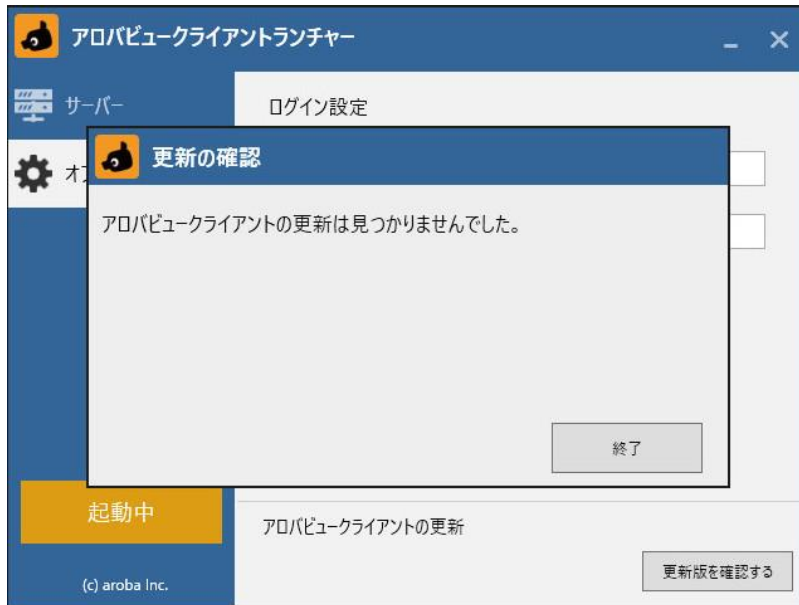 アロバビュークライアントランチャー
サーバー
ログイン設定
更新の確認
アロバビュークライアントの更新は見つかりませんでした。
終了
起動中
アロバビュークライアントの更新
更新版を確認する
(c) aroba Inc.